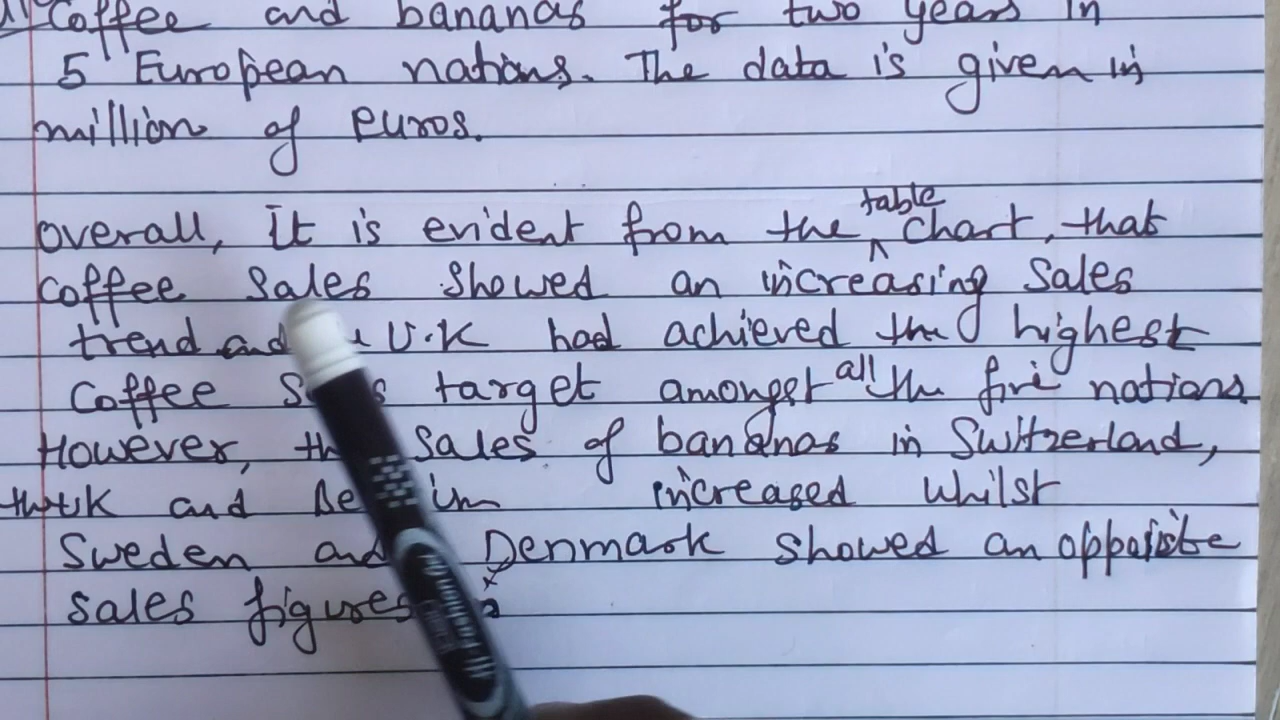 Coffee and bananas for two years in
5 European nations. The data is given in
million of euros.
overall, It is evident from the table chart, that
coffee sales showed an increasing sales
trend and U.K had achieved the highest
Coffee target amongst all the five nations.
However, sales of bananas in Switzerland,
the UK and increased whilst
Sweden and Denmark showed an opposite
sales figures